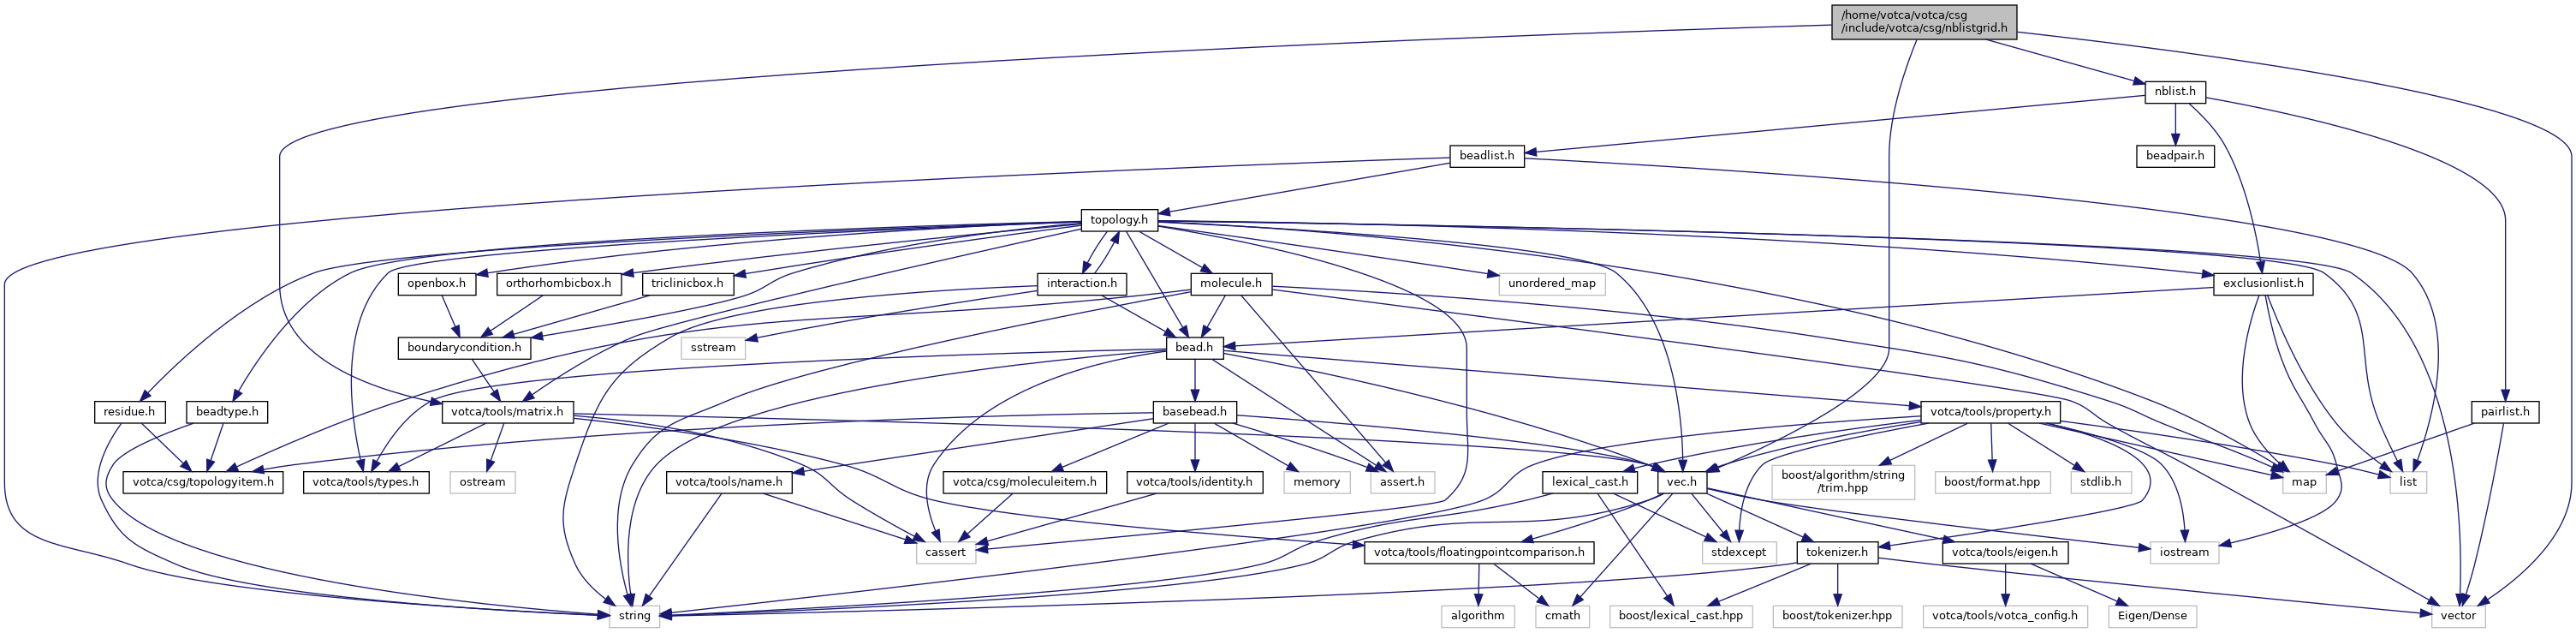 /home/votca/votca/csg
/include/votca/csg/nblistgrid.h
nblist.h
beadlist.h
beadpair.h
topology.h
openbox.h
orthorhombicbox.h
triclinicbox.h
interaction.h
molecule.h
unordered_map
exclusionlist.h
boundarycondition.h
sstream
bead.h
residue.h
beadtype.h
votca/tools/matrix.h
basebead.h
votca/tools/property.h
pairlist.h
votca/csg/topologyitem.h
votca/tools/types.h
ostream
votca/tools/name.h
votca/csg/moleculeitem.h
votca/tools/identity.h
memory
assert.h
lexical_cast.h
vec.h
boost/algorithm/string
/trim.hpp
boost/format.hpp
stdlib.h
map
list
cassert
votca/tools/floatingpointcomparison.h
stdexcept
tokenizer.h
votca/tools/eigen.h
iostream
string
algorithm
cmath
boost/lexical_cast.hpp
boost/tokenizer.hpp
votca/tools/votca_config.h
Eigen/Dense
vector